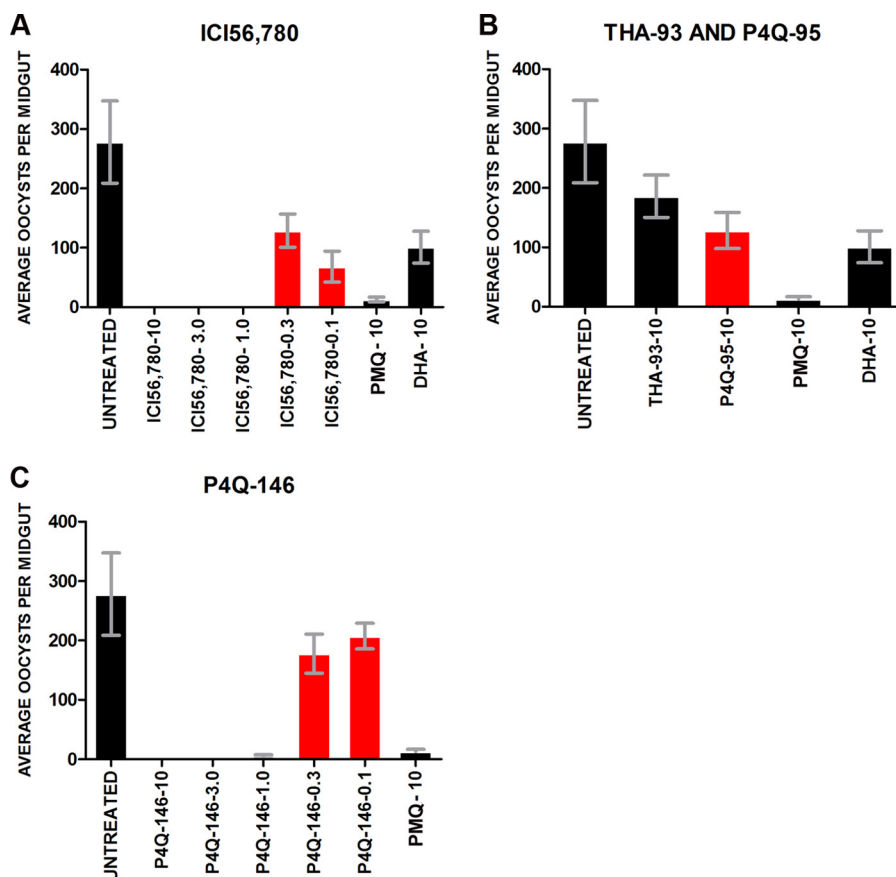 A
ICI56,780
AVERAGE OOCYSTS PER MIDGUT
400
300
200
100
0
UNTREATED
ICI56,780-10
ICI56,780- 3.0
ICI56,780- 1.0
ICI56,780-0.3
ICI56,780-0.1
PMQ - 10
DHA- 10
B
THA-93 AND P4Q-95
AVERAGE OOCYSTS PER MIDGUT
400
300
200
100
0
UNTREATED
THA-93-10
P4Q-95-10
PMQ-10
DHA-10
C
P4Q-146
AVERAGE OOCYSTS PER MIDGUT
400
300
200
100
0
UNTREATED
P4Q-146-10
P4Q-146-3.0
P4Q-146-1.0
P4Q-146-0.3
P4Q-146-0.1
PMQ- 10